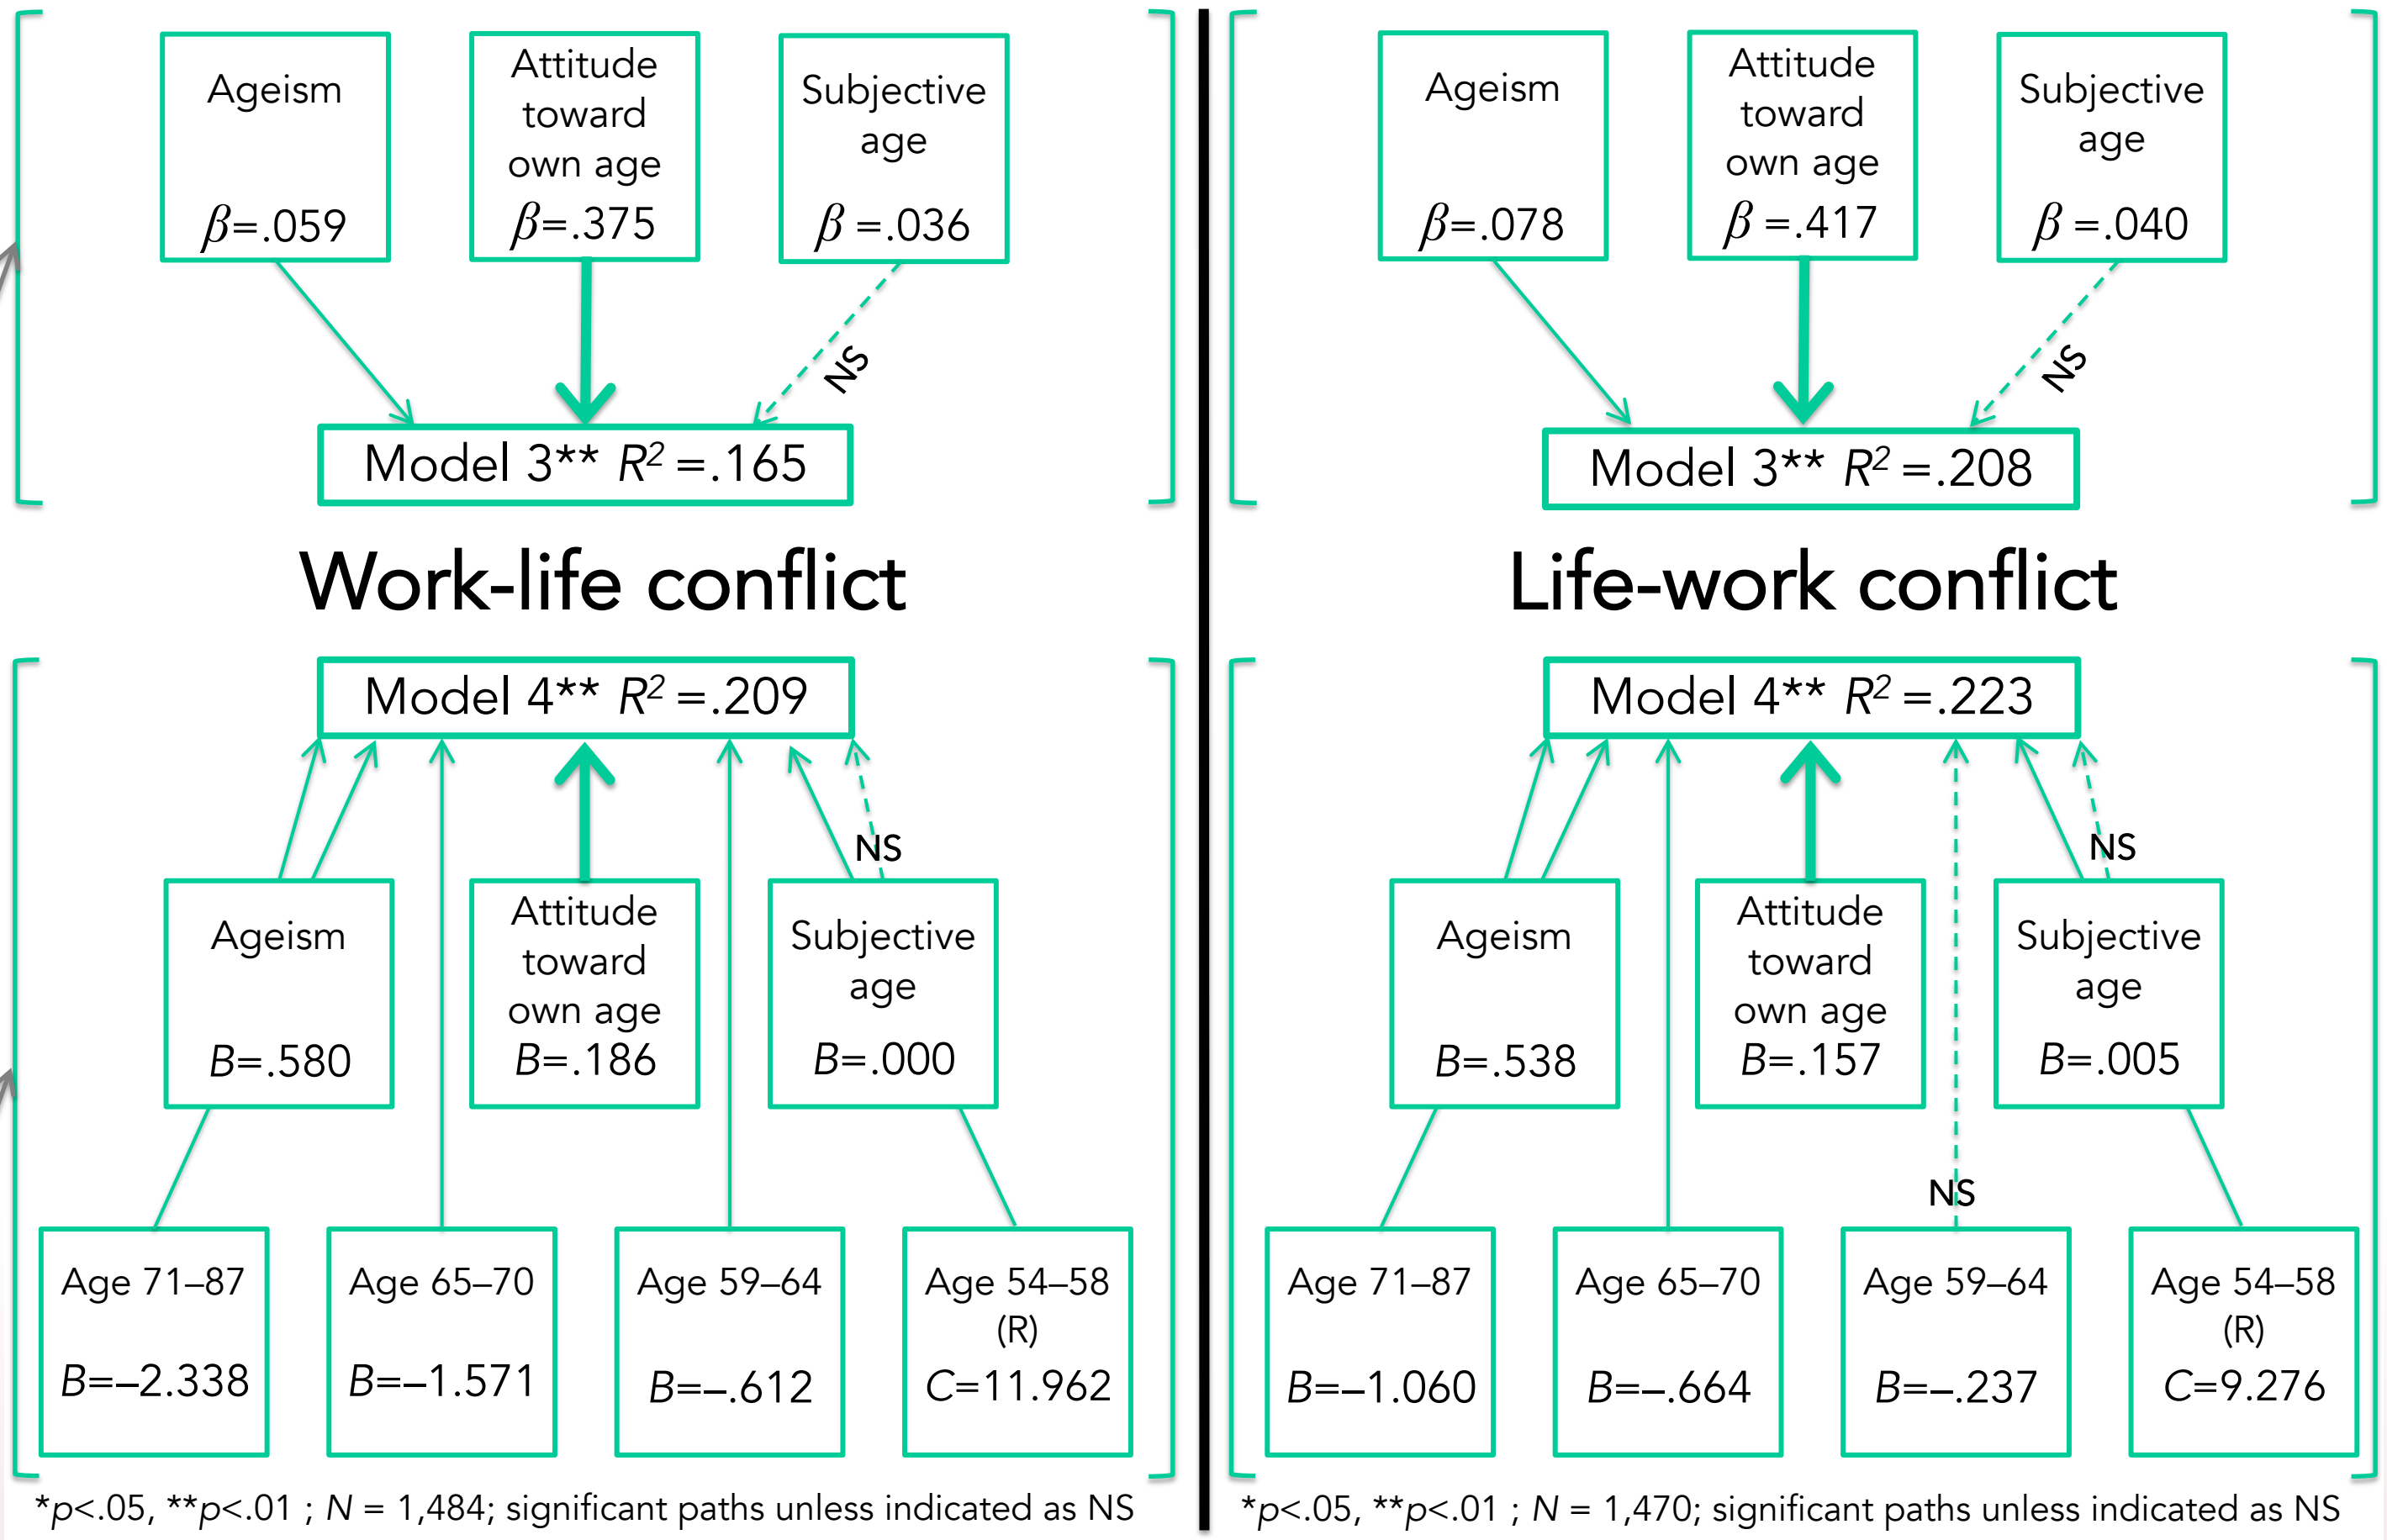 Ageism
β=.059
Attitude
toward
own age
β=.375
Subjective
age
β =.036
NS
Model 3** R² =.165
Work-life conflict
Model 4** R² =.209
NS
Ageism
B=.580
Attitude
toward
own age
B=.186
Subjective
age
B=.000
Age 71–87
B=–2.338
Age 65–70
B=–1.571
Age 59–64
B=–.612
Age 54–58
(R)
C=11.962
*p<.05, **p<.01 ; N = 1,484; significant paths unless indicated as NS
Ageism
β=.078
Attitude
toward
own age
β =.417
Subjective
age
β =.040
NS
Model 3** R² =.208
Life-work conflict
Model 4** R² =.223
NS
Ageism
B=.538
Attitude
toward
own age
B=.157
Subjective
age
B=.005
NS
Age 71–87
B=–1.060
Age 65–70
B=–.664
Age 59–64
B=–.237
Age 54–58
(R)
C=9.276
*p<.05, **p<.01 ; N = 1,470; significant paths unless indicated as NS